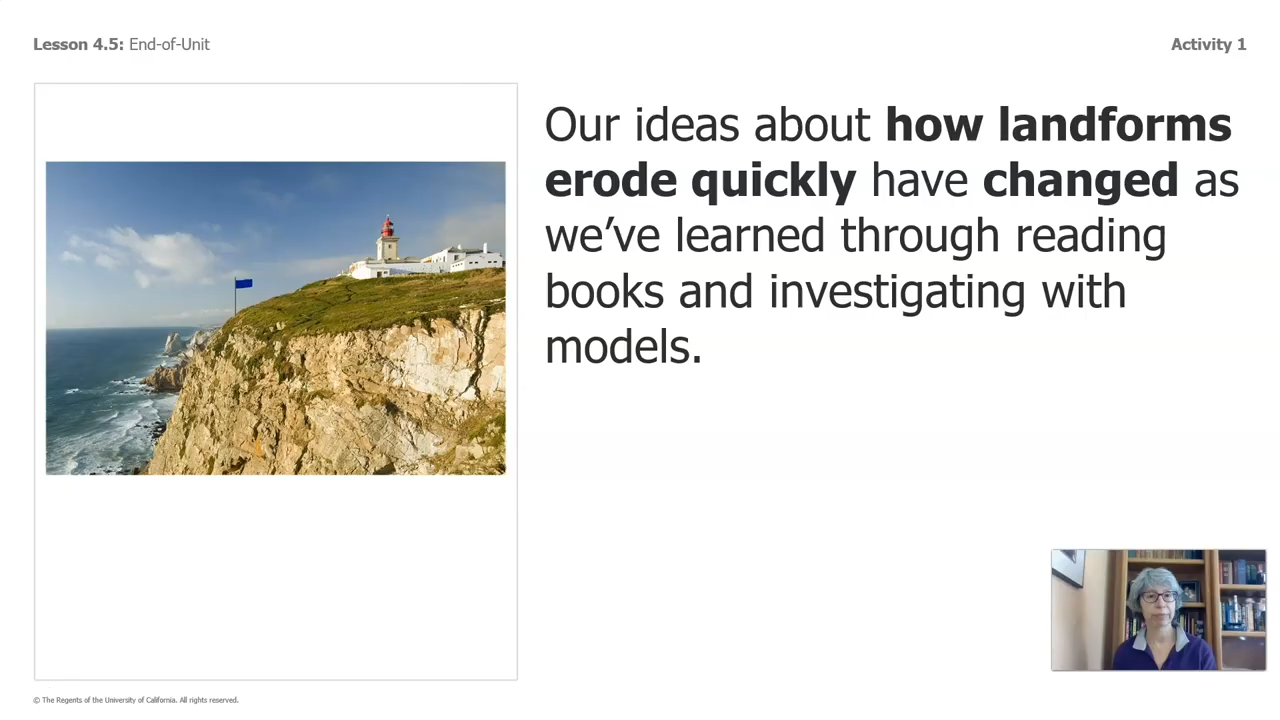 Lesson 4.5: End-of-Unit
Activity 1
Our ideas about how landforms
erode quickly have changed as
we’ve learned through reading
books and investigating with
models.
© The Regents of the University of California. All rights reserved.